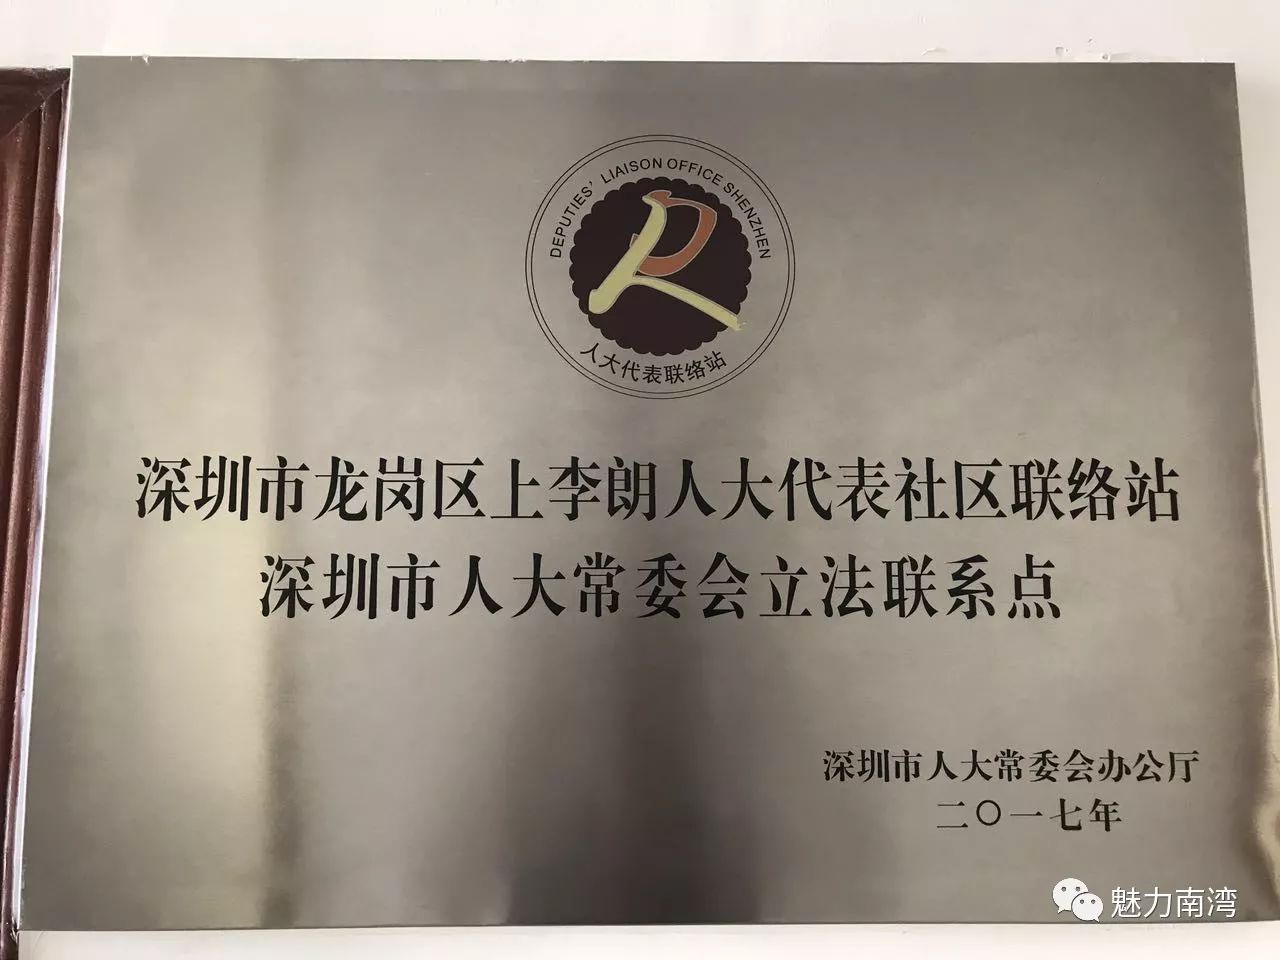 DEPUTIES' LIAISON OFFICE SHENZHEN
人大代表联络站
深圳市龙岗区上李朗人大代表社区联络站
深圳市人大常委会立法联系点
深圳市人大常委会办公厅
二〇一七年
魅力南湾